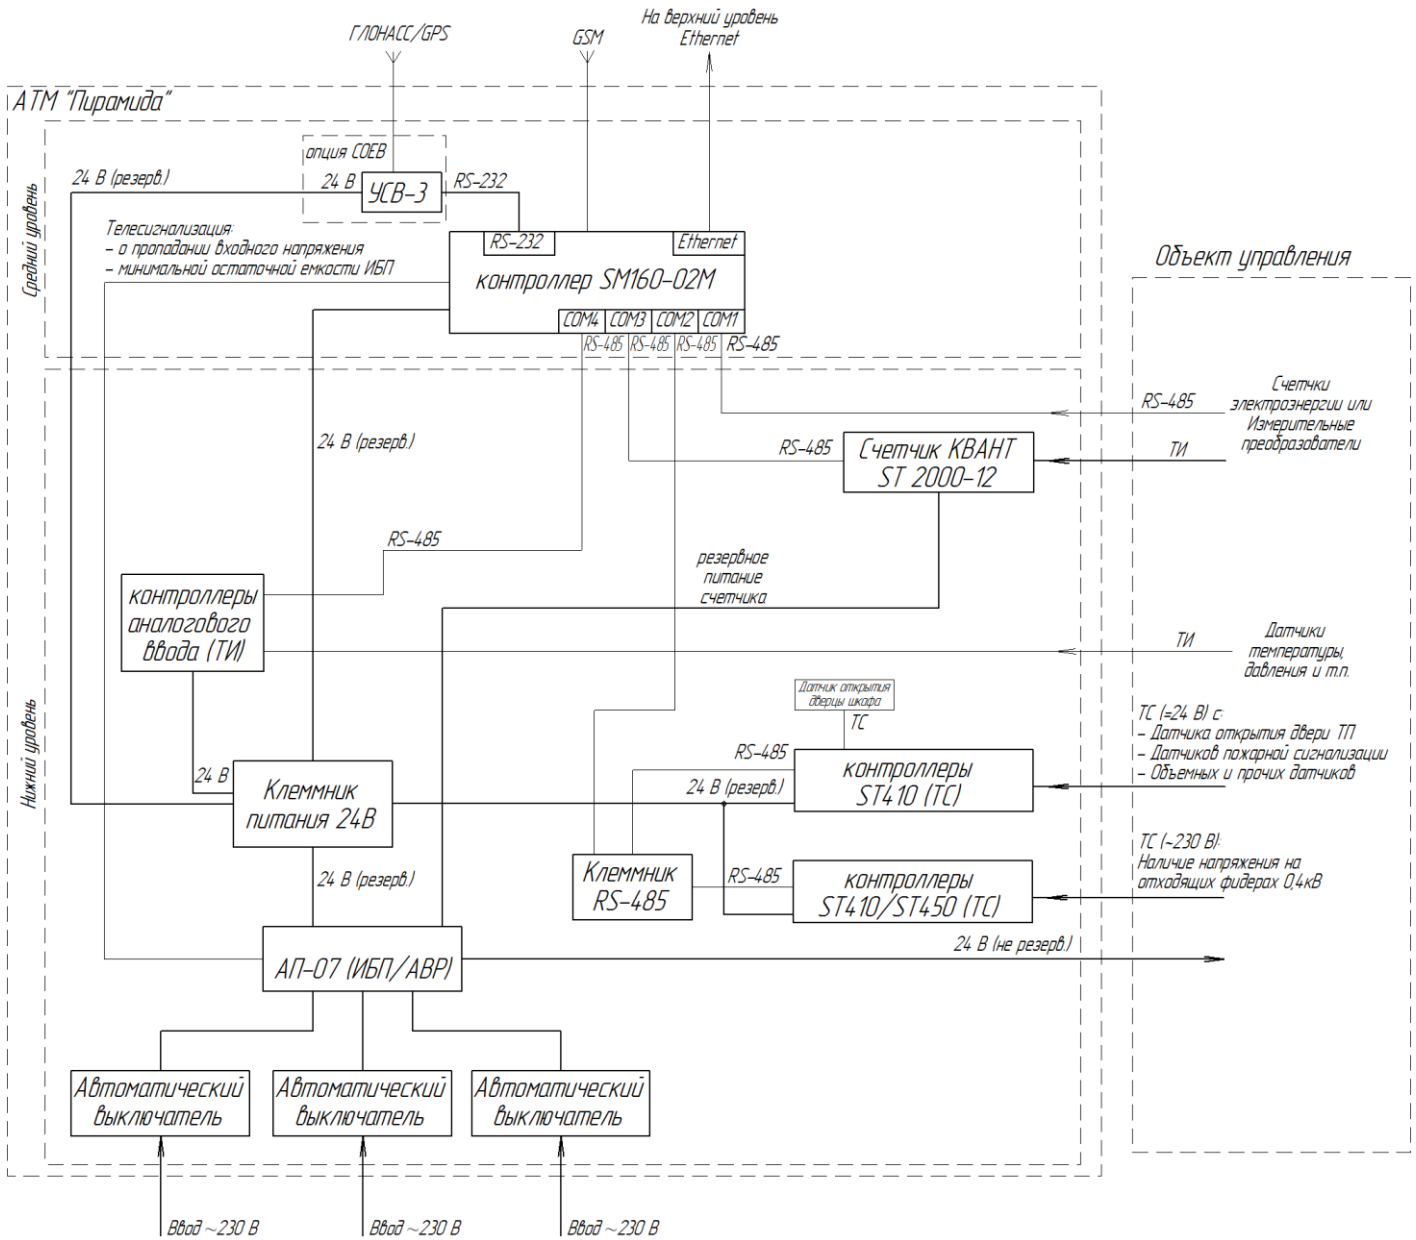 ГЛОНАСС/GPS
GSM
На верхний уровень
Ethernet
АТМ "Пирамида"
Средний уровень
опция СОЕВ
24 В (резерв.)
24 В
УСВ-3
RS-232
Телесигнализация:
- о пропадании входного напряжения
- минимальной остаточной емкости ИБП
RS-232
Ethernet
контроллер SM160-02М
COM4
COM3
COM2
COM1
RS-485
RS-485
RS-485
RS-485
Объект управления
Нижний уровень
24 В (резерв.)
RS-485
Счетчки
электроэнергии или
Измерительные
преобразователи
RS-485
Счетчик КВАНТ
ST 2000-12
ТИ
RS-485
резервное
питание
счетчика
контроллеры
аналогового
ввода (ТИ)
ТИ
Датчики
температуры,
давления и т.п.
Датчик открытия
дверцы шкафа
ТС
ТС (=24 В) с:
- Датчика открытия двери ТП
- Датчиков пожарной сигнализации
- Объемных и прочих датчиков
RS-485
контроллеры
ST410 (ТС)
24 В
Клеммник
питания 24В
24 В (резерв.)
ТС (~230 В):
Наличие напряжения на
отходящих фидерах 0,4кВ
24 В (резерв.)
Клеммник
RS-485
RS-485
контроллеры
ST410/ST450 (ТС)
АП-07 (ИБП/АВР)
24 В (не резерв.)
Автоматический
выключатель
Автоматический
выключатель
Автоматический
выключатель
Ввод ~230 В
Ввод ~230 В
Ввод ~230 В